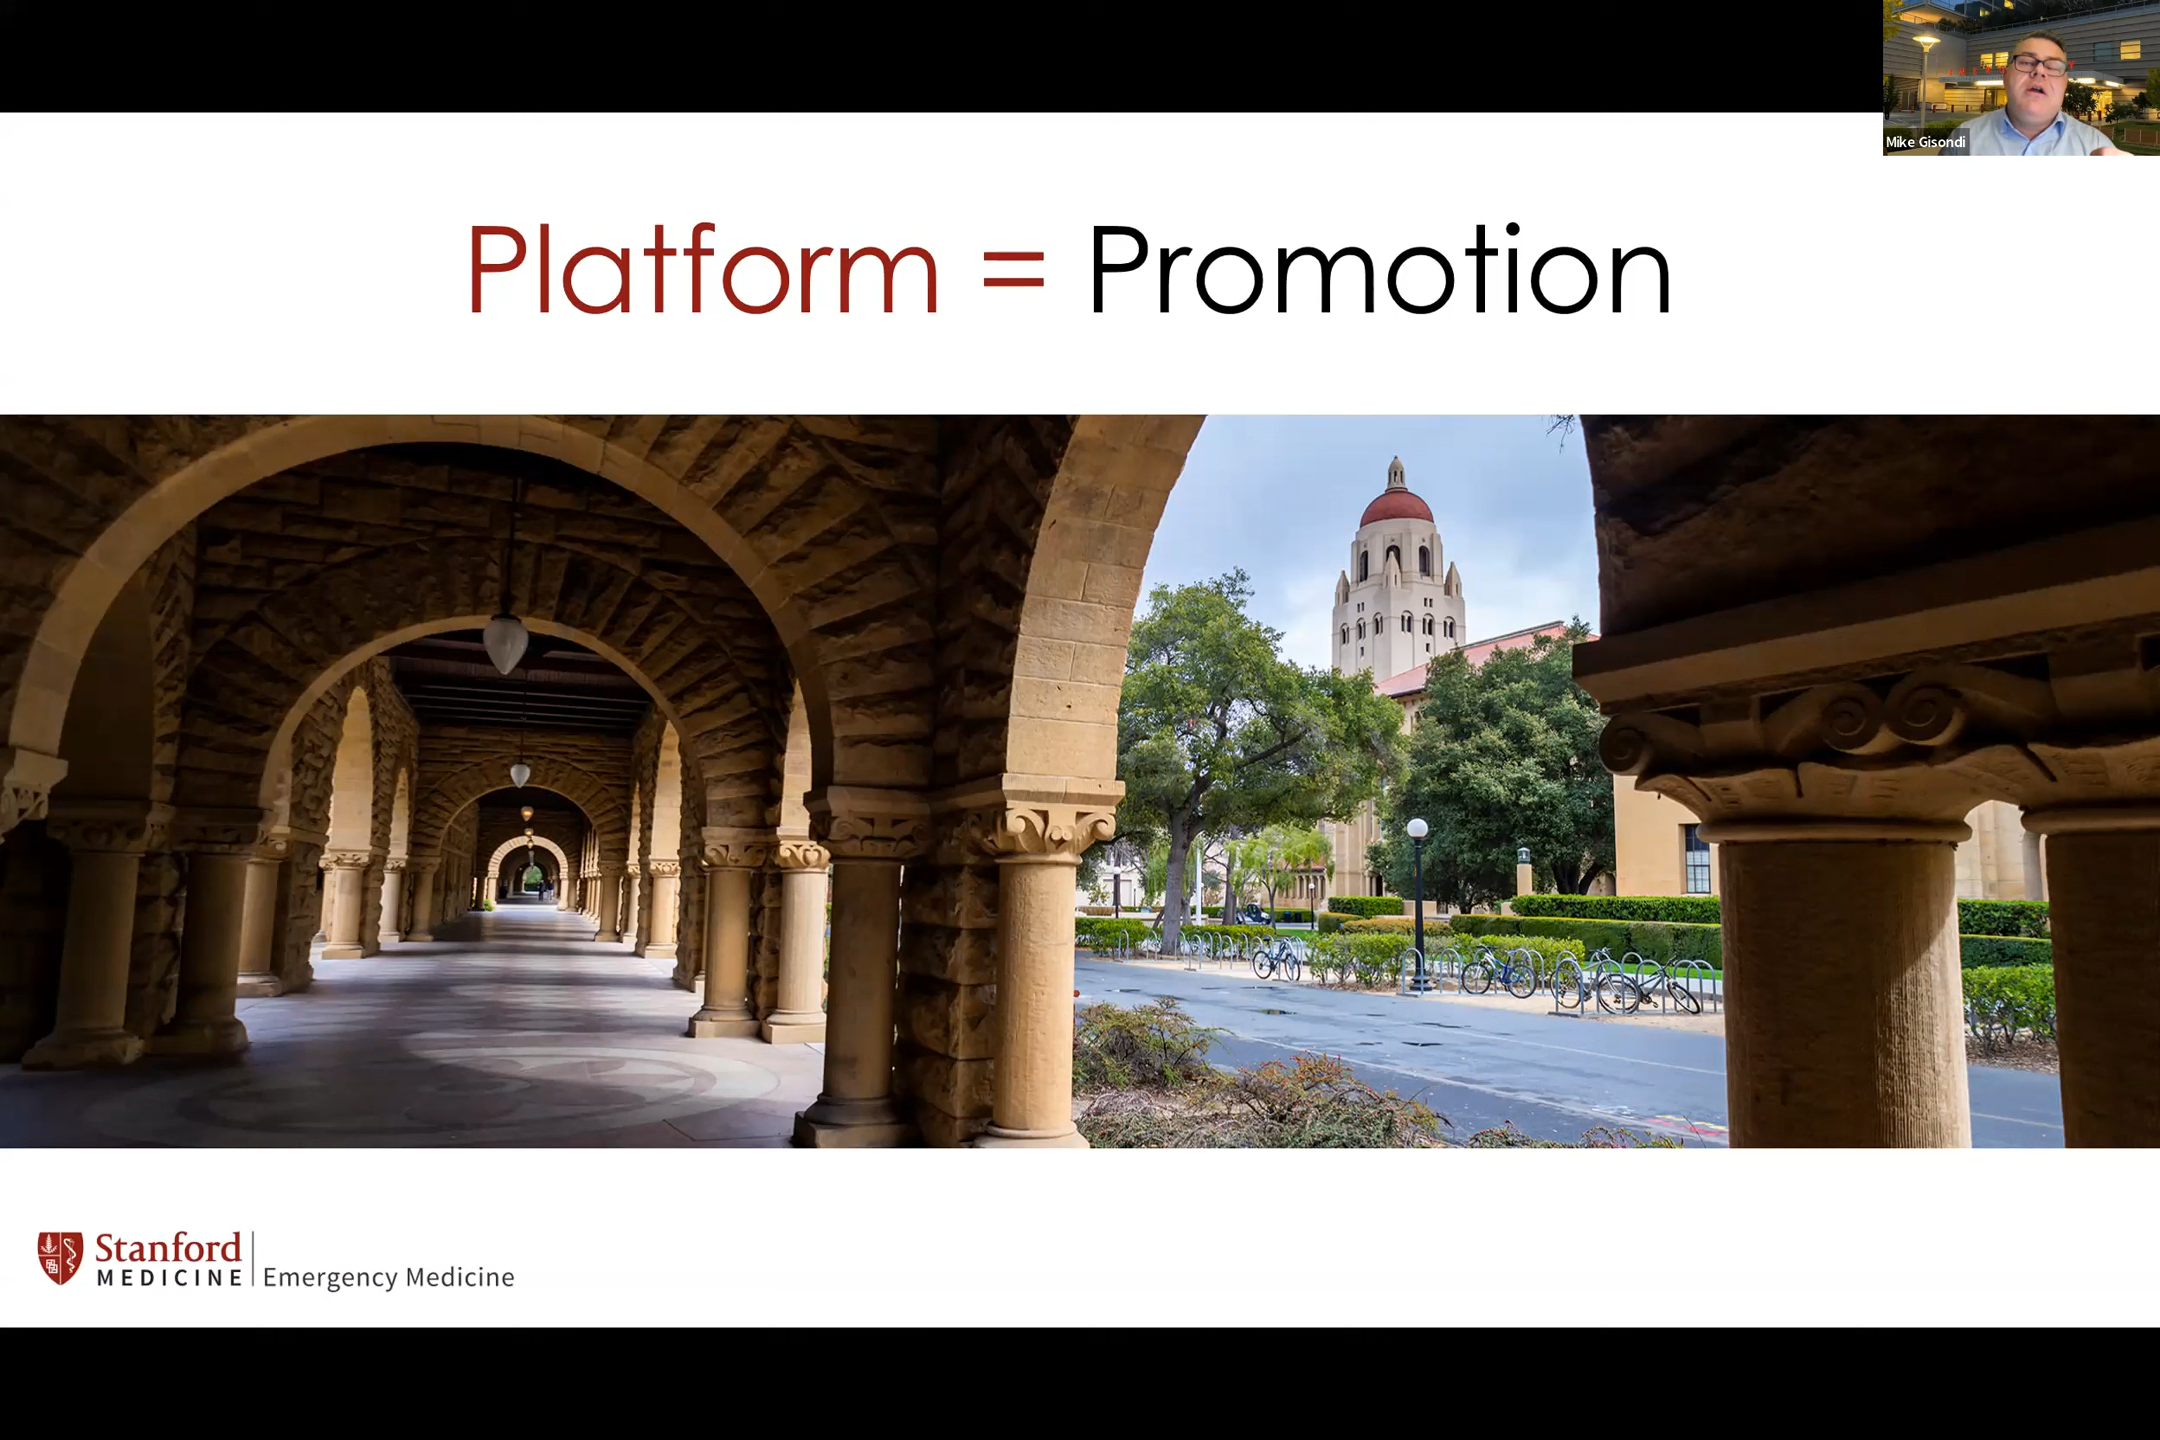 Mike Gisondi
Platform = Promotion
Stanford
MEDICINE
Emergency Medicine